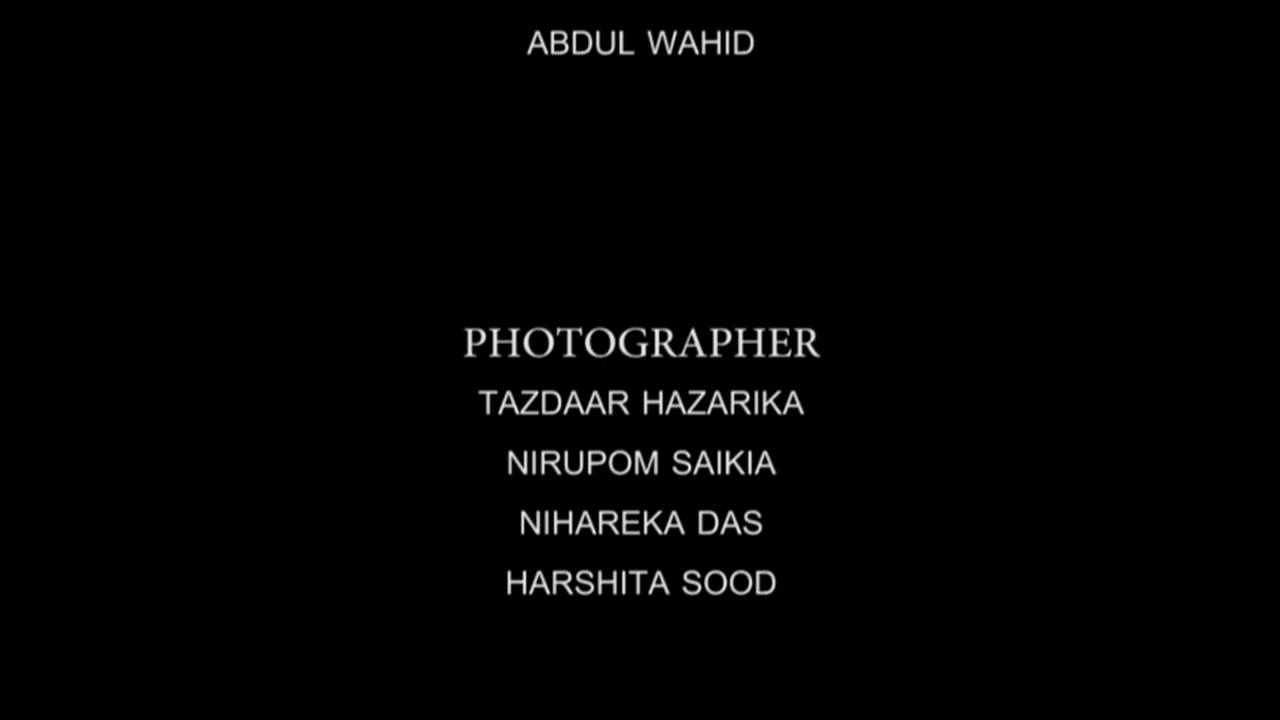 ABDUL WAHID
PHOTOGRAPHER
TAZDAAR HAZARIKA
NIRUPOM SAIKIA
NIHAREKA DAS
HARSHITA SOOD